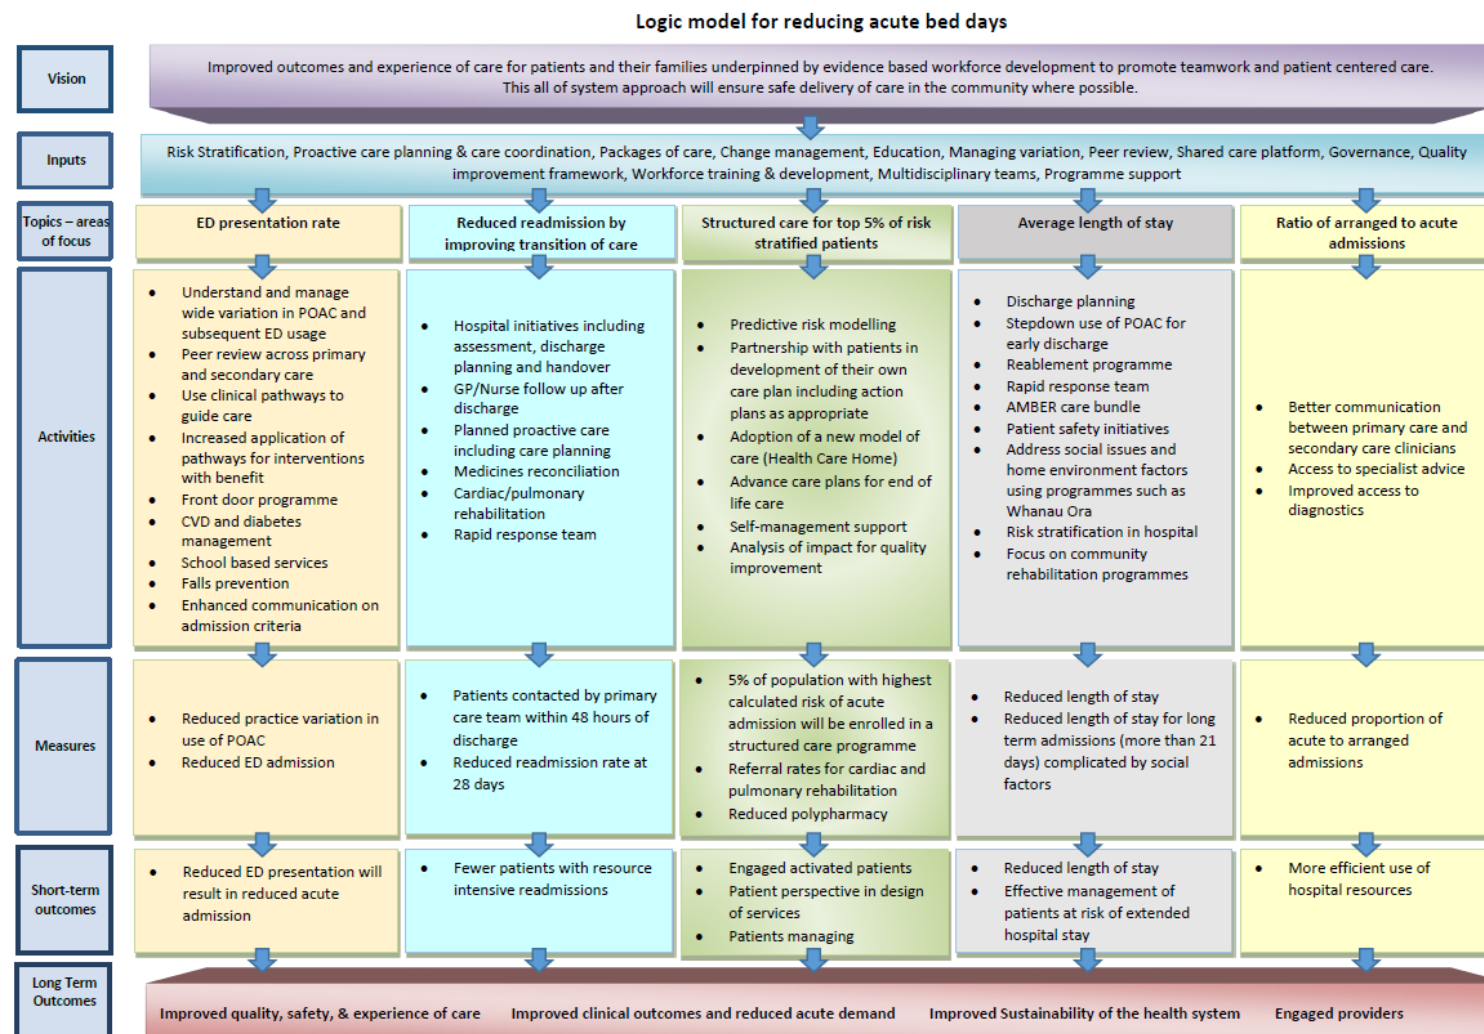 Logic model for reducing acute bed days
Vision
Improved outcomes and experience of care for patients and their families underpinned by evidence based workforce development to promote teamwork and patient centered care.
This all of system approach will ensure safe delivery of care in the community where possible.
Inputs
Risk Stratification, Proactive care planning & care coordination, Packages of care, Change management, Education, Managing variation, Peer review, Shared care platform, Governance, Quality
improvement framework, Workforce training & development, Multidisciplinary teams, Programme support
Topics – areas
of focus
ED presentation rate
Reduced readmission by
improving transition of care
Structured care for top 5% of risk
stratified patients
Average length of stay
Ratio of arranged to acute
admissions
Activities
• Understand and manage
wide variation in POAC and
subsequent ED usage
• Peer review across primary
and secondary care
• Use clinical pathways to
guide care
• Increased application of
pathways for interventions
with benefit
• Front door programme
• CVD and diabetes
management
• School based services
• Falls prevention
• Enhanced communication on
admission criteria
• Hospital initiatives including
assessment, discharge
planning and handover
• GP/Nurse follow up after
discharge
• Planned proactive care
including care planning
• Medicines reconciliation
• Cardiac/pulmonary
rehabilitation
• Rapid response team
• Predictive risk modelling
• Partnership with patients in
development of their own
care plan including action
plans as appropriate
• Adoption of a new model of
care (Health Care Home)
• Advance care plans for end of
life care
• Self-management support
• Analysis of impact for quality
improvement
• Discharge planning
• Stepdown use of POAC for
early discharge
• Reablement programme
• Rapid response team
• AMBER care bundle
• Patient safety initiatives
• Address social issues and
home environment factors
using programmes such as
Whanau Ora
• Risk stratification in hospital
• Focus on community
rehabilitation programmes
• Better communication
between primary care and
secondary care clinicians
• Access to specialist advice
• Improved access to
diagnostics
Measures
• Reduced practice variation in
use of POAC
• Reduced ED admission
• Patients contacted by primary
care team within 48 hours of
discharge
• Reduced readmission rate at
28 days
• 5% of population with highest
calculated risk of acute
admission will be enrolled in a
structured care programme
• Referral rates for cardiac and
pulmonary rehabilitation
• Reduced polypharmacy
• Reduced length of stay
• Reduced length of stay for long
term admissions (more than 21
days) complicated by social
factors
• Reduced proportion of
acute to arranged
admissions
Short-term
outcomes
• Reduced ED presentation will
result in reduced acute
admission
• Fewer patients with resource
intensive readmissions
• Engaged activated patients
• Patient perspective in design
of services
• Patients managing
• Reduced length of stay
• Effective management of
patients at risk of extended
hospital stay
• More efficient use of
hospital resources
Long Term
Outcomes
Improved quality, safety, & experience of care
Improved clinical outcomes and reduced acute demand
Improved Sustainability of the health system
Engaged providers